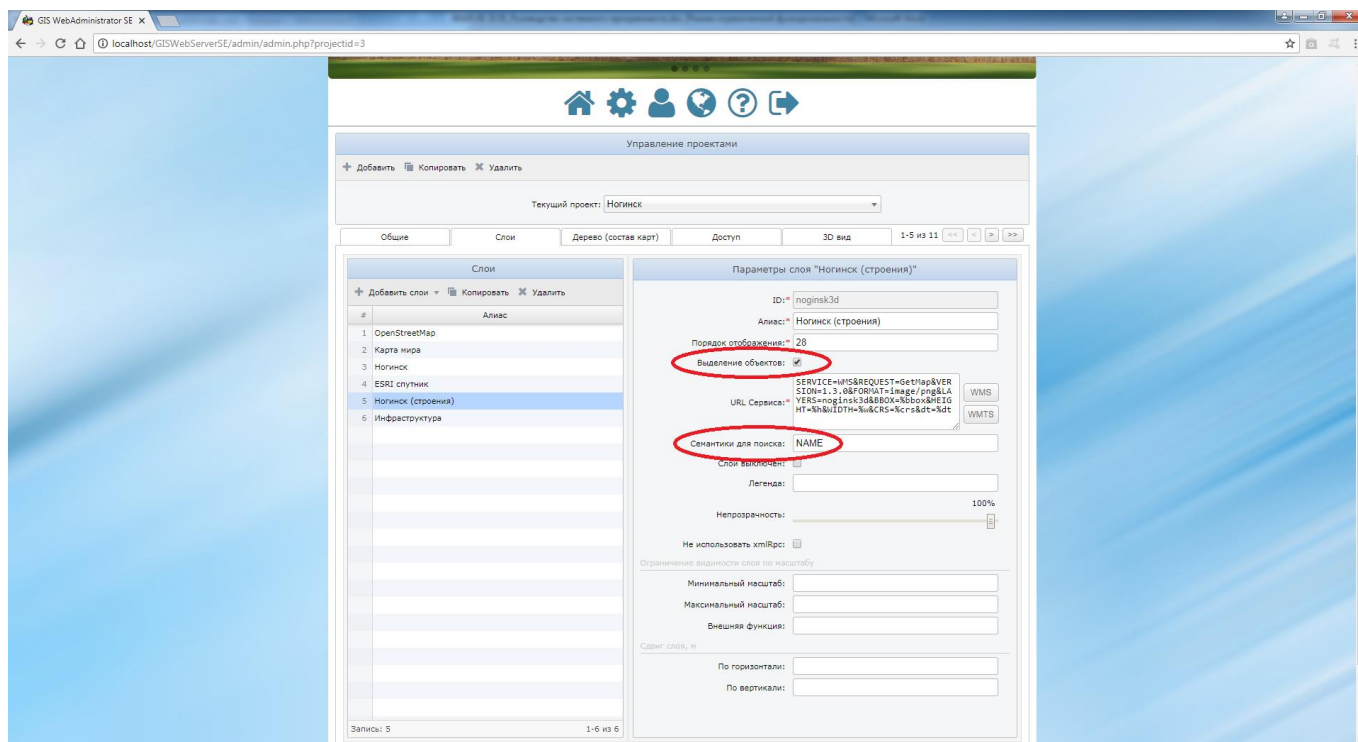 GIS WebAdministrator SE
localhost/GISWebServerSE/admin/admin.php?projectid=3
Управление проектами
Добавить Копировать Удалить
Текущий проект: Ногинск
Общие Слои Дерево (состав карт) Доступ 3D вид 1-5 из 11 << < > >>
Слои
Добавить слои Копировать Удалить
# Алиас
1 OpenStreetMap
2 Карта мира
3 Ногинск
4 ESRI спутник
5 Ногинск (строения)
6 Инфраструктура
Запись: 5 1-6 из 6
Параметры слоя "Ногинск (строения)"
ID:* noginsk3d
Алиас:* Ногинск (строения)
Порядок отображения:* 28
Выделение объектов:
URL Сервиса:*
SERVICE=WMS&REQUEST=GetMap&VER
SION=1.3.0&FORMAT=image/png&LA
YERS=noginsk3d&BBOX=%bbox&HEIG
HT=%h&WIDTH=%w&CRS=%crs&dt=%dt
WMS
WMTS
Семантики для поиска: NAME
Слой выключен:
Легенда:
100%
Непрозрачность:
Не использовать xmlRpc:
Ограничение видимости слоя по масштабу
Минимальный масштаб:
Максимальный масштаб:
Внешняя функция:
Сдвиг слоя, м
По горизонтали:
По вертикали: